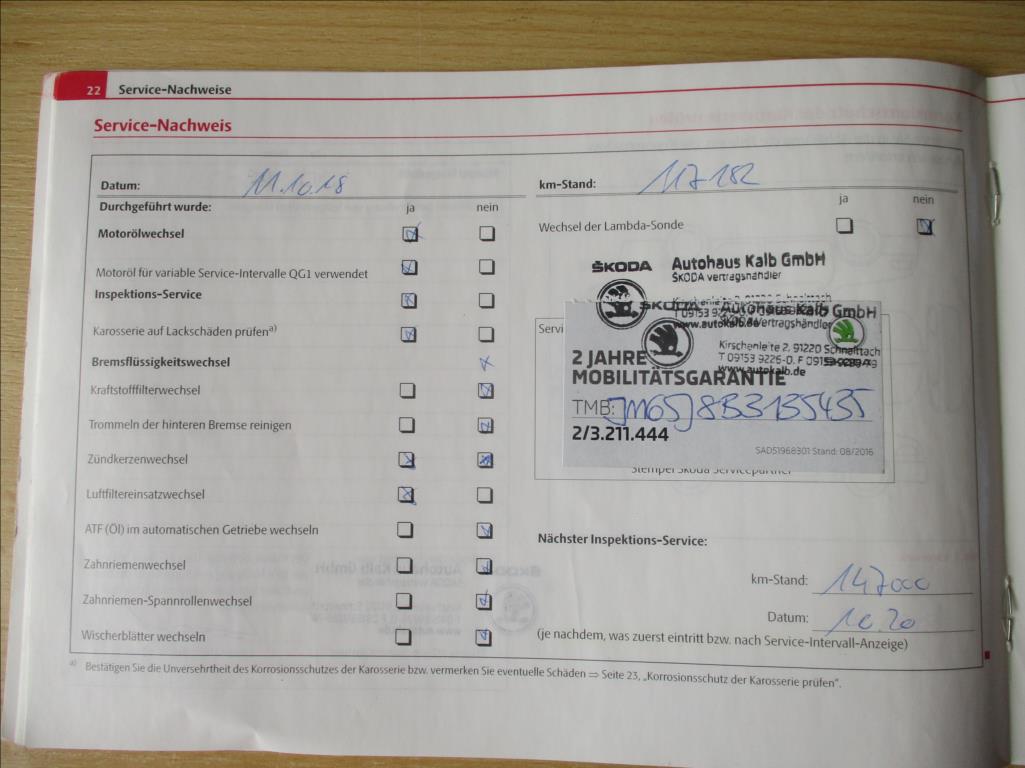 22 Service-Nachweise
Service-Nachweis
Datum: 11.10.18
km-Stand: 117182
Durchgeführt wurde: ja nein
ja nein
Motorölwechsel
Wechsel der Lambda-Sonde
Motoröl für variable Service-Intervalle QG1 verwendet
Inspektions-Service
Karosserie auf Lackschäden prüfen a)
Bremsflüssigkeitswechsel
Kraftstofffilterwechsel
Trommeln der hinteren Bremse reinigen
Zündkerzenwechsel
Luftfiltereinsatzwechsel
ATF (Öl) im automatischen Getriebe wechseln
Zahnriemenwechsel
Zahnriemen-Spannrollenwechsel
Wischerblätter wechseln
ŠKODA Autohaus Kalb GmbH
ŠKODA Vertragshändler
www.autokalb.de
ŠKODA Autohaus Kalb GmbH
ŠKODA Vertragshändler
Kirschenleite 2, 91220 Schnaittach
T 09153 9226-0, F
www.autokalb.de
2 JAHRE
MOBILITÄTSGARANTIE
TMB: JM65J8B3135435
2/3.211.444
SAD51968301 Stand: 08/2016
Stempel Škoda Servicepartner
Nächster Inspektions-Service:
km-Stand: 147000
Datum: 10.20
(je nachdem, was zuerst eintritt bzw. nach Service-Intervall-Anzeige)
a) Bestätigen Sie die Unversehrtheit des Korrosionsschutzes der Karosserie bzw. vermerken Sie eventuelle Schäden ⇒ Seite 23, „Korrosionsschutz der Karosserie prüfen“.